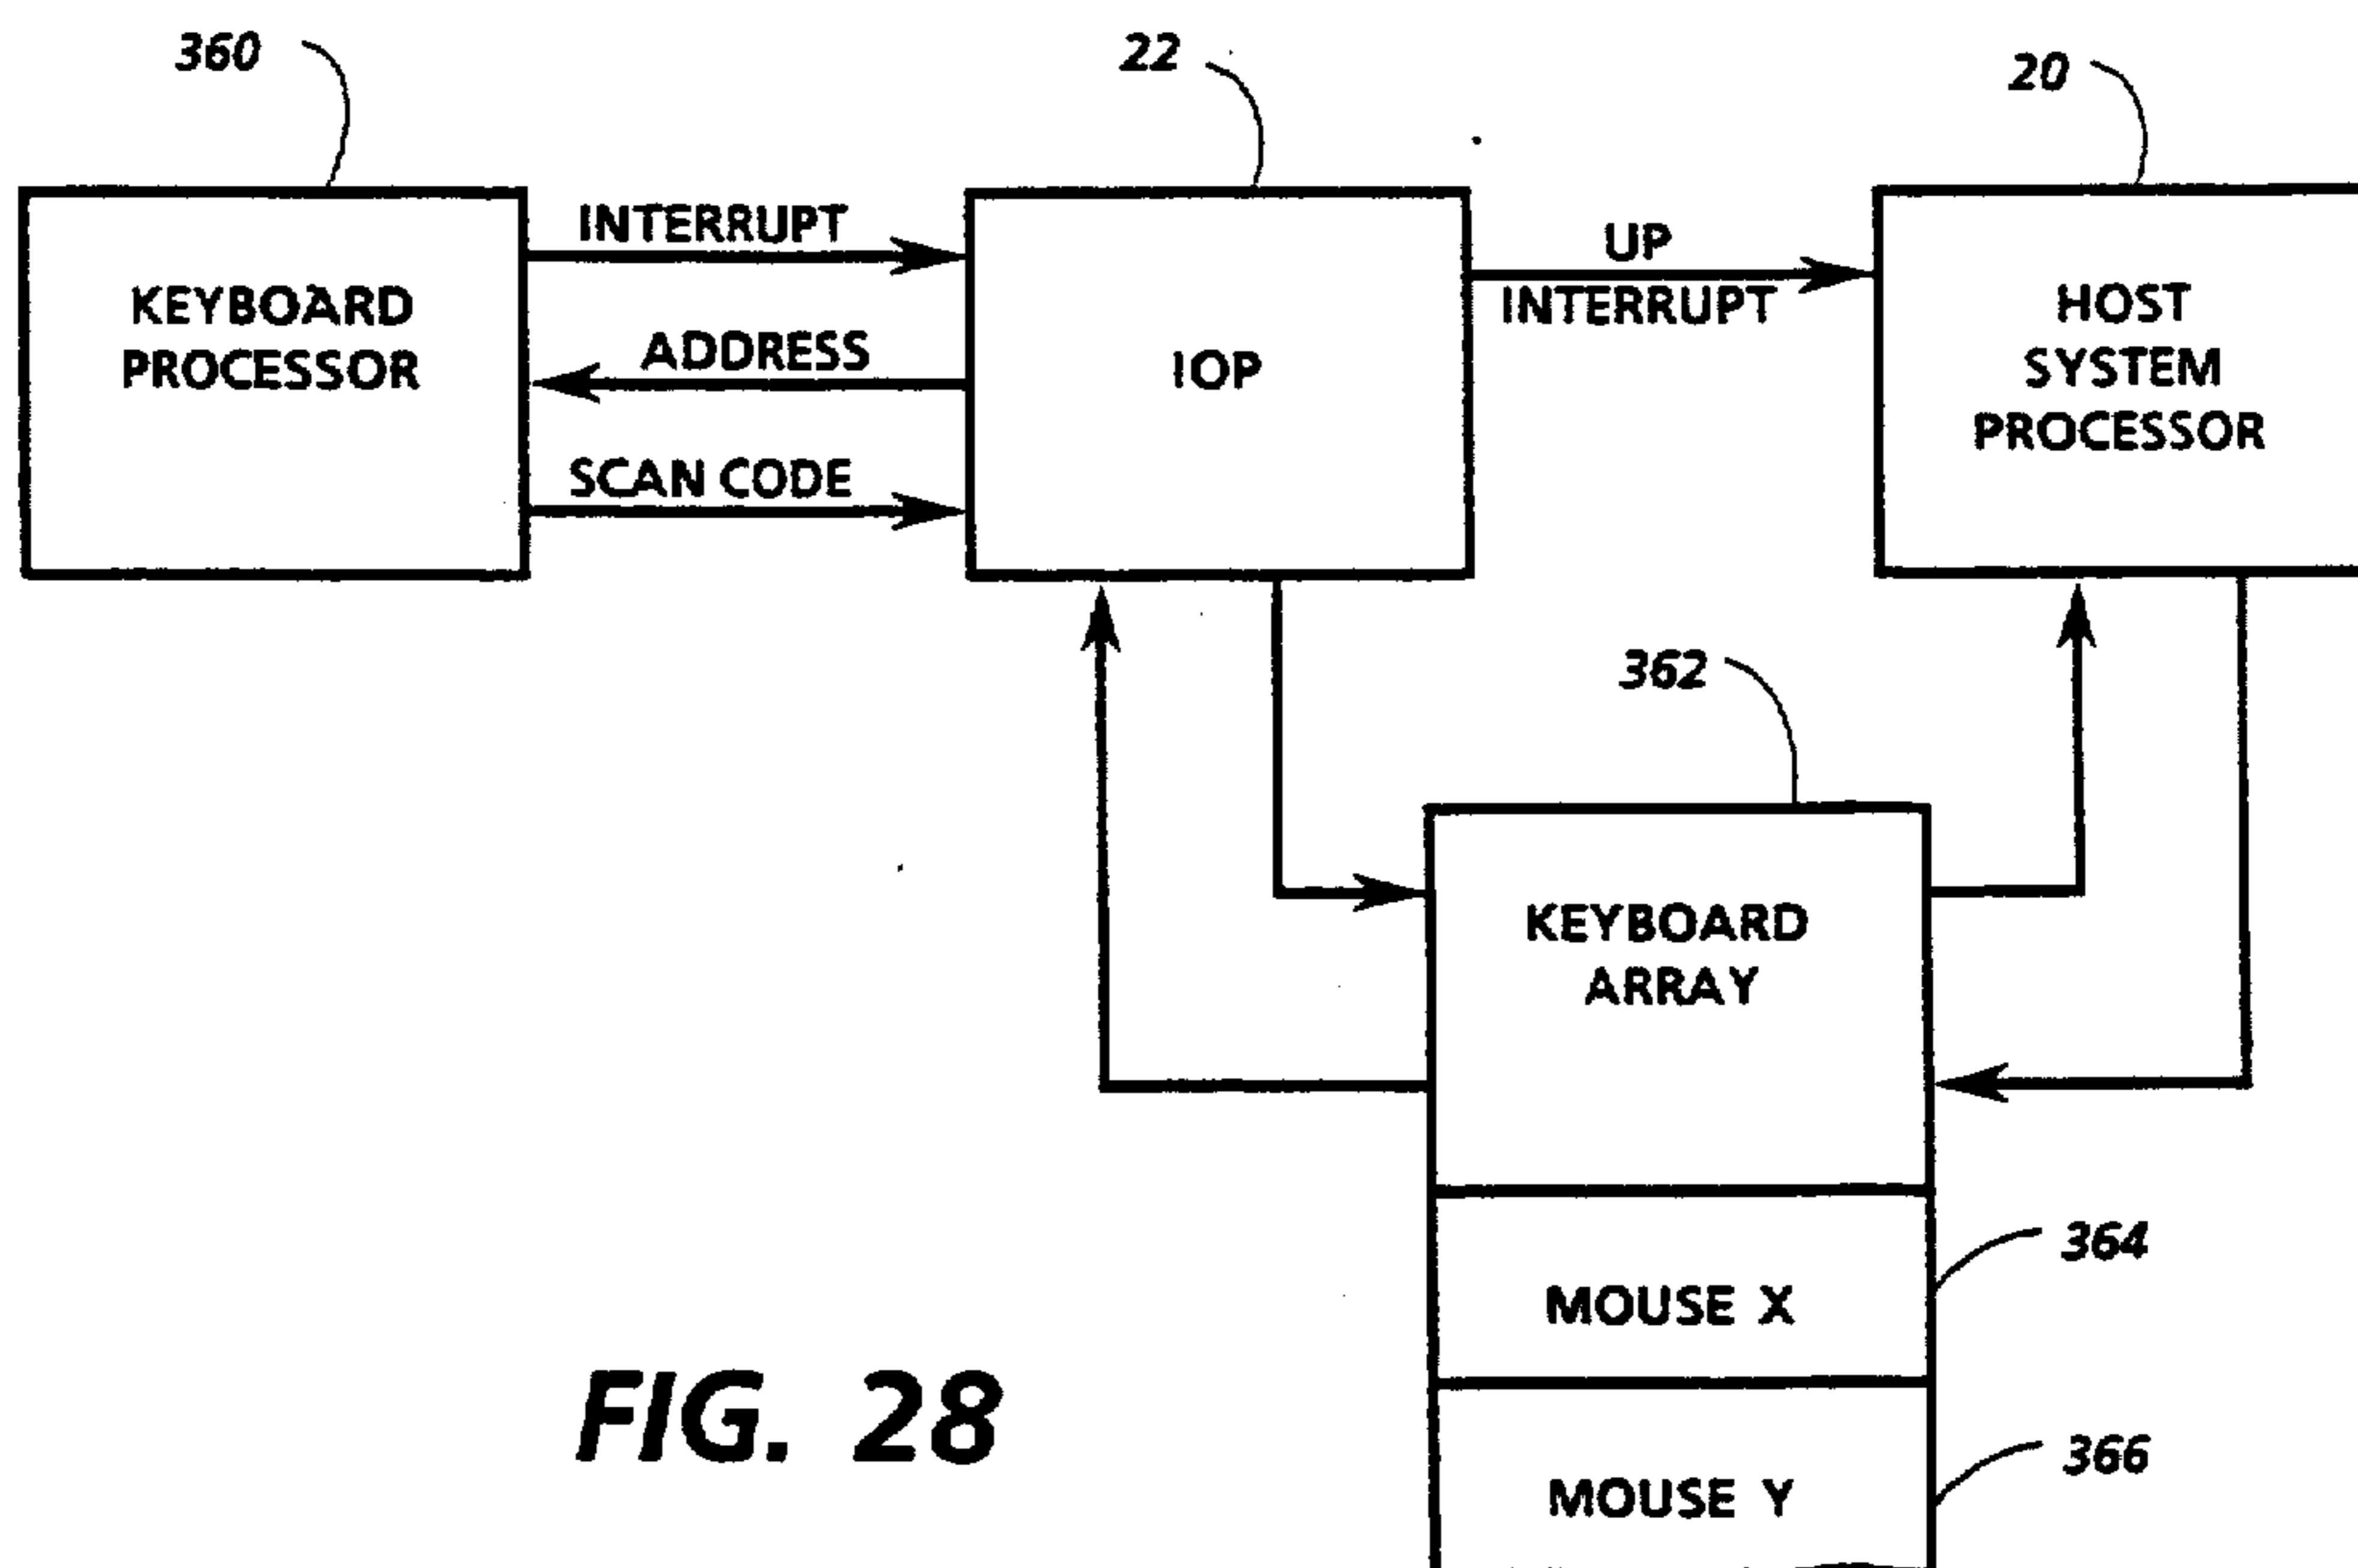 360
22
20
INTERRUPT
UP
INTERRUPT
KEYBOARD
PROCESSOR
ADDRESS
IOP
HOST
SYSTEM
PROCESSOR
SCAN CODE
362
KEYBOARD
ARRAY
364
MOUSE X
366
MOUSE Y
FIG. 28